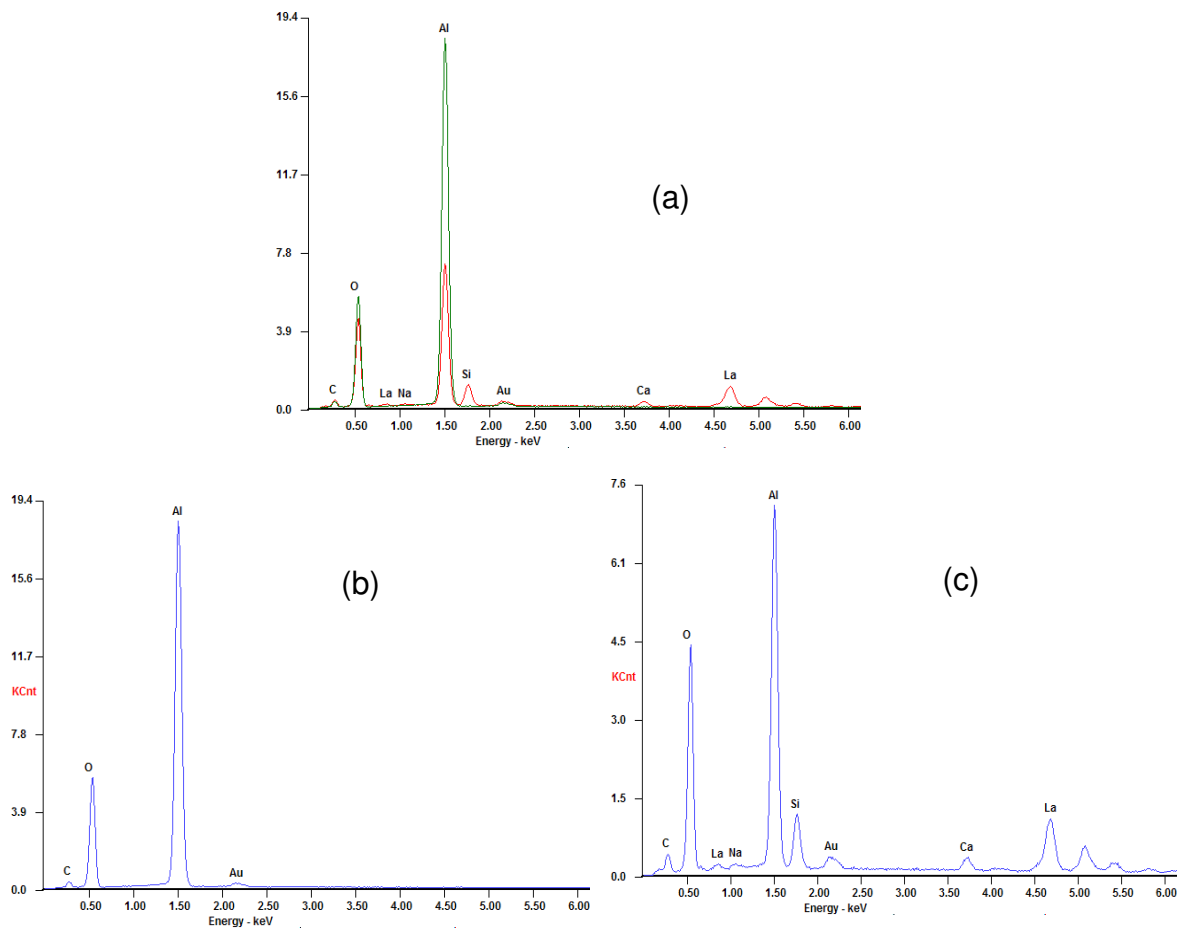 19.4
Al
15.6
11.7
(a)
7.8
O
3.9
C La Na Si Au Ca La
0.0
0.50 1.00 1.50 2.00 2.50 3.00 3.50 4.00 4.50 5.00 5.50 6.00
Energy - keV
19.4
Al
15.6
(b)
11.7
KCnt
7.8
O
3.9
C Au
0.0
0.50 1.00 1.50 2.00 2.50 3.00 3.50 4.00 4.50 5.00 5.50 6.00
Energy - keV
7.6
Al
6.1
(c)
4.5
O
KCnt
3.0
1.5
Si La
C La Na Au Ca
0.0
0.50 1.00 1.50 2.00 2.50 3.00 3.50 4.00 4.50 5.00 5.50 6.00
Energy - keV